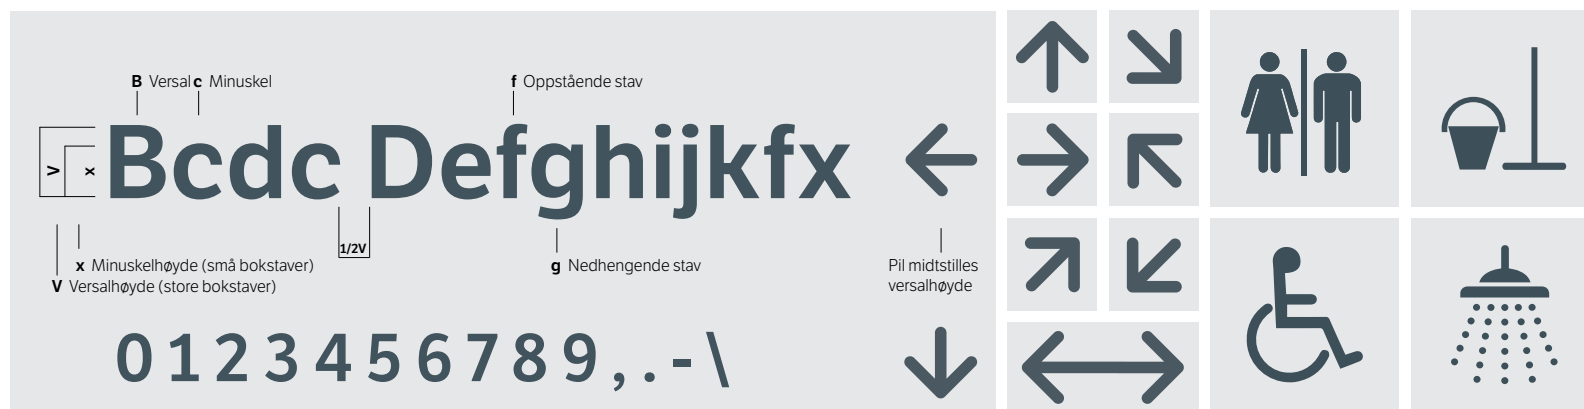 B Versal c Minuskel
f Oppstående stav
V
x
Bcdc Defghijkfx
1/2V
x Minuskelhøyde (små bokstaver)
g Nedhengende stav
Pil midtstilles
V Versalhøyde (store bokstaver)
versalhøyde
0123456789,.-\